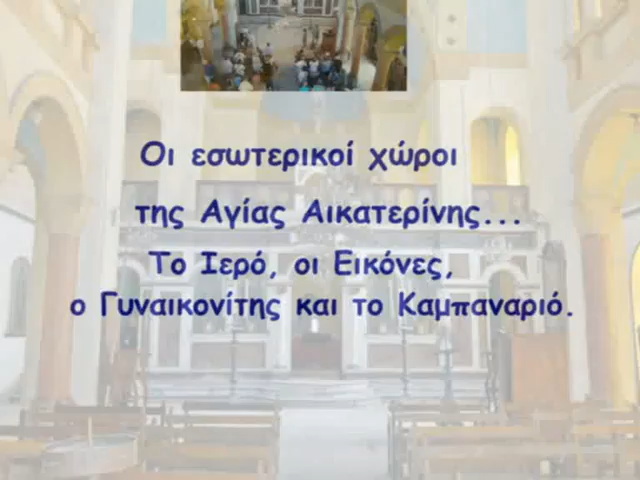 Οι εσωτερικοί χώροι
της Αγίας Αικατερίνης...
Το Ιερό, οι Εικόνες,
ο Γυναικονίτης και το Καμπαναριό.